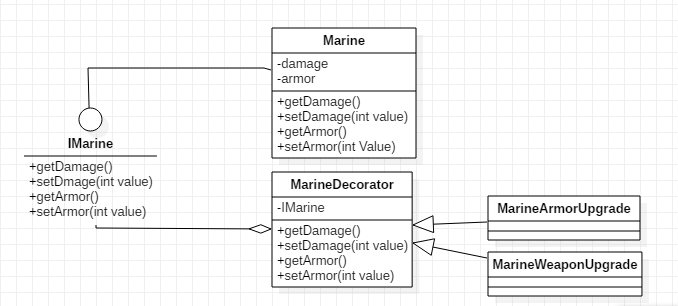 Marine
-damage
-armor
+getDamage()
+setDamage(int value)
+getArmor()
+setArmor(int Value)
IMarine
+getDamage()
+setDmage(int value)
+getArmor()
+setArmor(int value)
MarineDecorator
-IMarine
+getDamage()
+setDamage(int value)
+getArmor()
+setArmor(int value)
MarineArmorUpgrade
MarineWeaponUpgrade